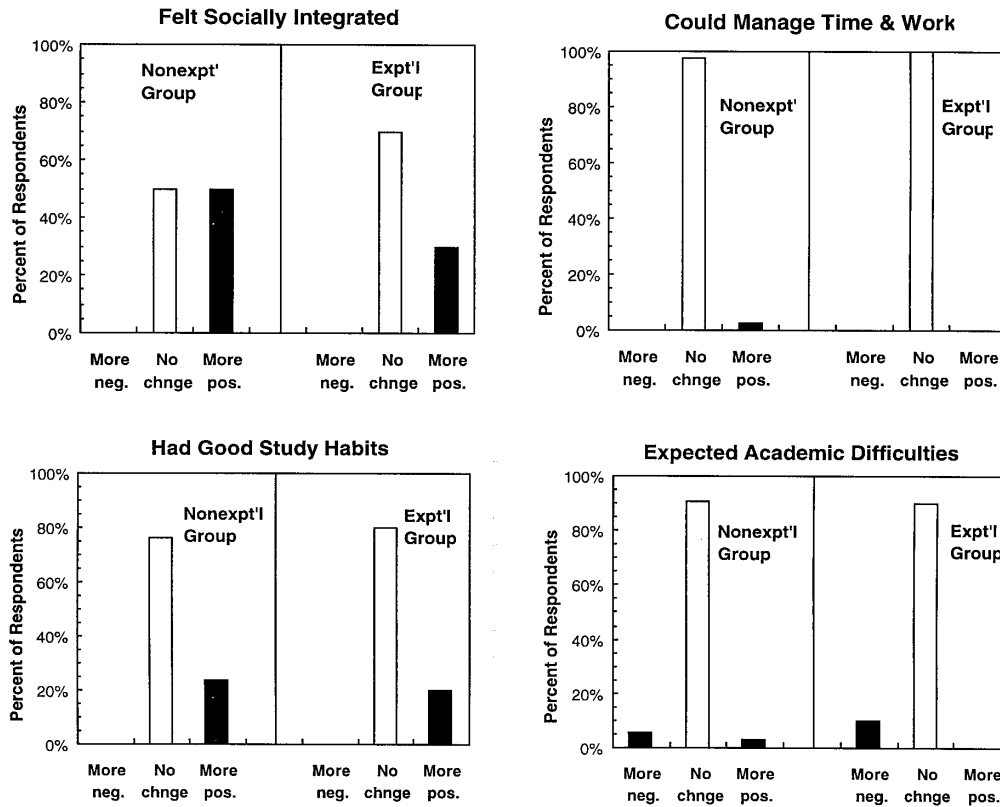 Felt Socially Integrated
Percent of Respondents
100%
80%
60%
40%
20%
0%
Nonexpt'
Group
Expt'l
Group
More No More
neg. chnge pos.
More No More
neg. chnge pos.
Could Manage Time & Work
Percent of Respondents
100%
80%
60%
40%
20%
0%
Nonexpt'
Group
Expt'l
Group
More No More
neg. chnge pos.
More No More
neg. chnge pos.
Had Good Study Habits
Percent of Respondents
100%
80%
60%
40%
20%
0%
Nonexpt'l
Group
Expt'l
Group
More No More
neg. chnge pos.
More No More
neg. chnge pos.
Expected Academic Difficulties
Percent of Respondents
100%
80%
60%
40%
20%
0%
Nonexpt'l
Group
Expt'l
Group
More No More
neg. chnge pos.
More No More
neg. chnge pos.